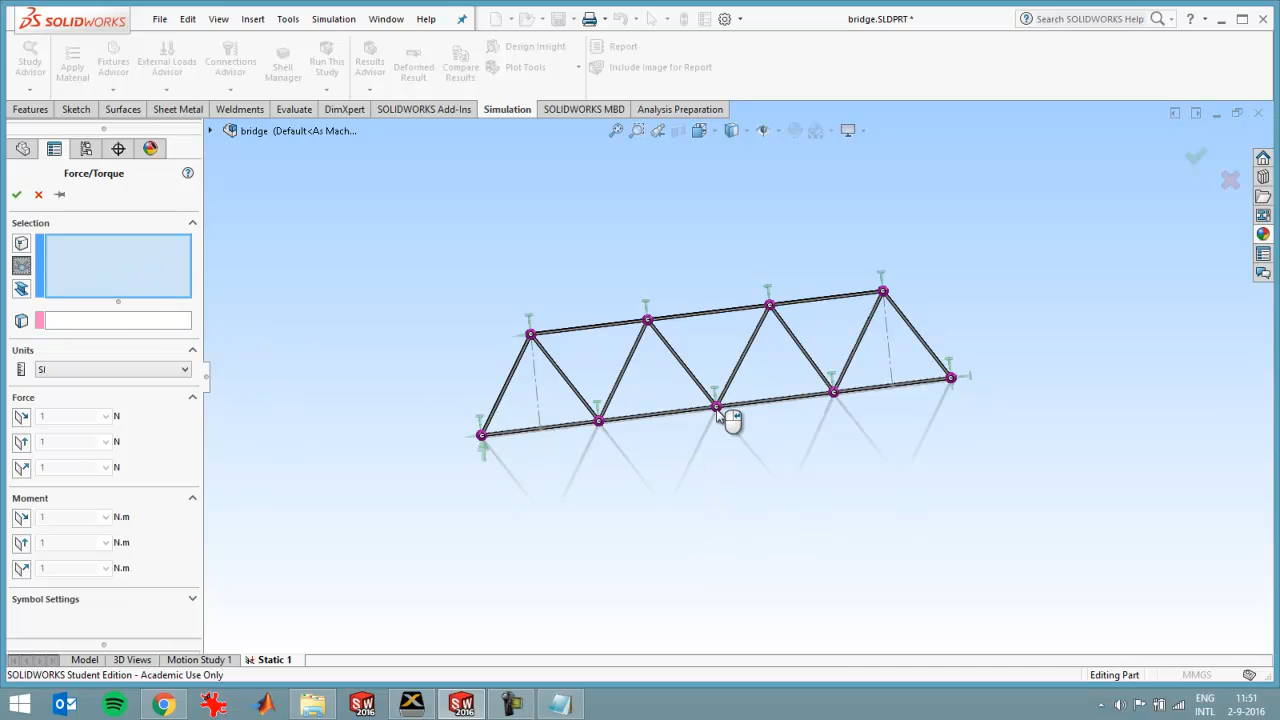 SOLIDWORKS
File Edit View Insert Tools Simulation Window Help
bridge.SLDPRT *
Search SOLIDWORKS Help
Study Advisor
Apply Material
Fixtures Advisor
External Loads Advisor
Connections Advisor
Shell Manager
Run This Study
Results Advisor
Deformed Result
Compare Results
Design Insight
Plot Tools
Report
Include Image for Report
Features Sketch Surfaces Sheet Metal Weldments Evaluate DimXpert SOLIDWORKS Add-Ins Simulation SOLIDWORKS MBD Analysis Preparation
bridge (Default<As Mach...
Force/Torque
Selection
Units
SI
Force
1 N
1 N
1 N
Moment
1 N.m
1 N.m
1 N.m
Symbol Settings
Model 3D Views Motion Study 1 Static 1
SOLIDWORKS Student Edition - Academic Use Only
Editing Part
MMGS
SW 2016
SW 2016
ENG
INTL
11:51
2-9-2016